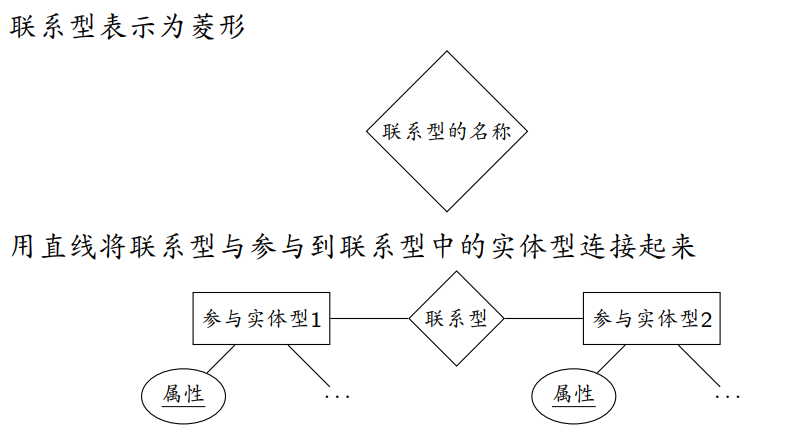 联系型表示为菱形
联系型的名称
用直线将联系型与参与到联系型中的实体型连接起来
参与实体型1 联系型 参与实体型2
属性 ... 属性 ...